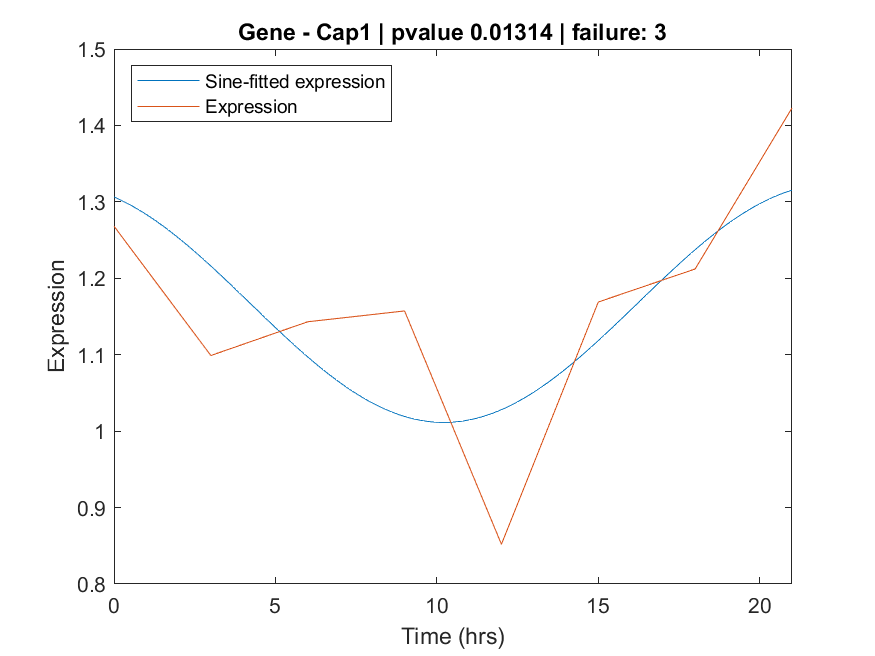 Gene - Cap1 | pvalue 0.01314 | failure: 3
1.5
Sine-fitted expression
Expression
1.4
1.3
1.2
1.1
1
0.9
0.8
Expression
0
5
10
15
20
Time (hrs)